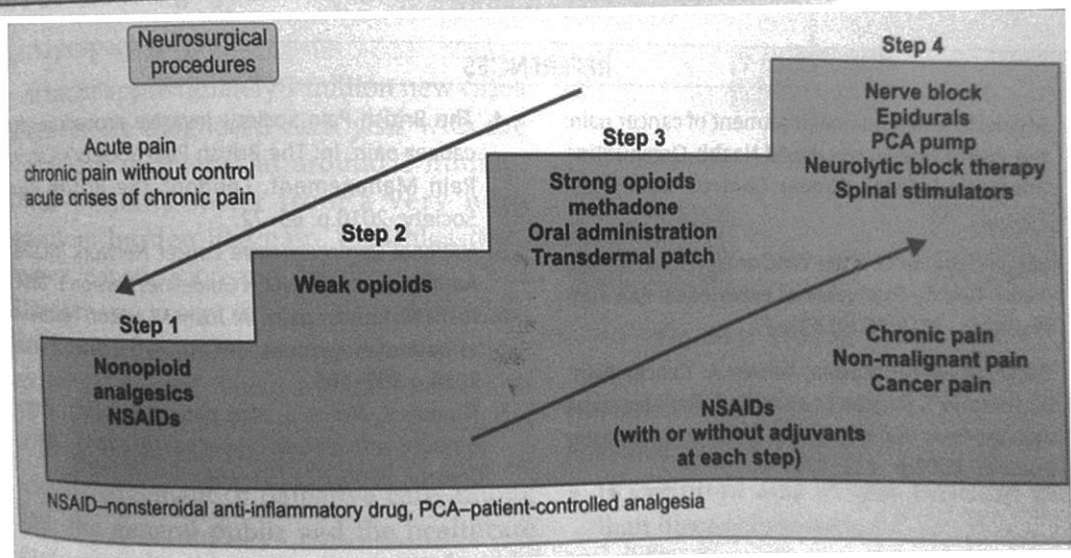 Neurosurgical
procedures
Acute pain
chronic pain without control
acute crises of chronic pain
Step 1
Nonopioid
analgesics
NSAIDs
Step 2
Weak opioids
Step 3
Strong opioids
methadone
Oral administration
Transdermal patch
Step 4
Nerve block
Epidurals
PCA pump
Neurolytic block therapy
Spinal stimulators
Chronic pain
Non-malignant pain
Cancer pain
NSAIDs
(with or without adjuvants
at each step)
NSAID–nonsteroidal anti-inflammatory drug, PCA–patient-controlled analgesia